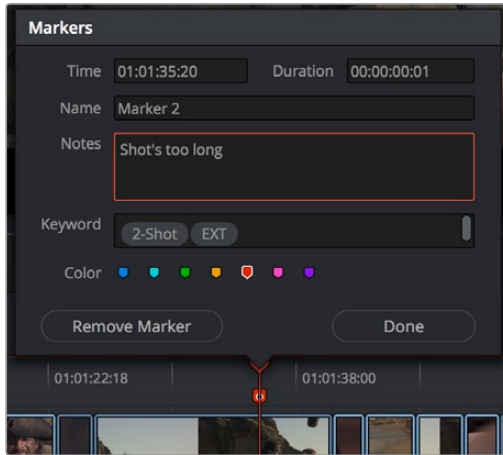 Markers
Time 01:01:35:20 Duration 00:00:00:01
Name Marker 2
Notes Shot's too long
Keyword 2-Shot EXT
Color
Remove Marker Done
01:01:22:18 01:01:38:00